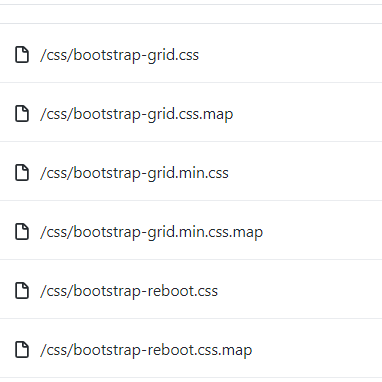 /css/bootstrap-grid.css
/css/bootstrap-grid.css.map
/css/bootstrap-grid.min.css
/css/bootstrap-grid.min.css.map
/css/bootstrap-reboot.css
/css/bootstrap-reboot.css.map